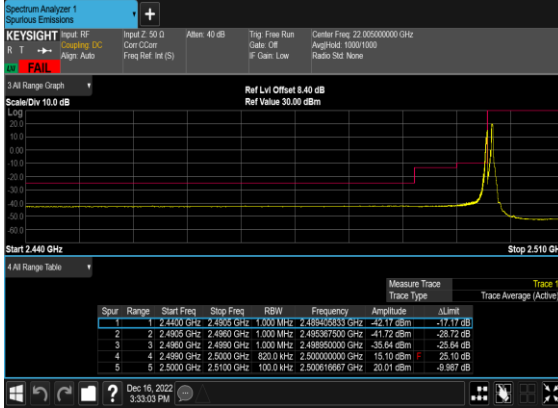 Spectrum Analyzer 1
Spurious Emissions
+
KEYSIGHT Input: RF Input Z: 50 Ω Atten: 40 dB Trig: Free Run Center Freq: 22.005000000 GHz
R T Coupling: DC Corr CCorr Gate: Off Avg|Hold: 1000/1000
Align: Auto Freq Ref: Int (S) IF Gain: Low Radio Std: None
FAIL
3.All Range Graph
Ref Lvl Offset 8.40 dB
Scale/Div 10.0 dB Ref Value 30.00 dBm
Log
20.0
10.0
0.00
-10.0
-20.0
-30.0
-40.0
-50.0
-60.0
Start 2.440 GHz Stop 2.510 GH
4.All Range Table
Measure Trace Trace 1
Trace Type Trace Average (Active)
Spur Range Start Freq Stop Freq RBW Frequency Amplitude ΔLimit
1 1 2.4400 GHz 2.4905 GHz 1.000 MHz 2.489405833 GHz -42.17 dBm -17.17 dB
2 2 2.4905 GHz 2.4960 GHz 1.000 MHz 2.495367500 GHz -41.72 dBm -28.72 dB
3 3 2.4960 GHz 2.4990 GHz 1.000 MHz 2.498950000 GHz -35.64 dBm -25.64 dB
4 4 2.4990 GHz 2.5000 GHz 820.0 kHz 2.500000000 GHz 15.10 dBm F 25.10 dB
5 5 2.5000 GHz 2.5100 GHz 100.0 kHz 2.500616667 GHz 20.01 dBm -9.987 dB
? Dec 16, 2022
3:33:03 PM